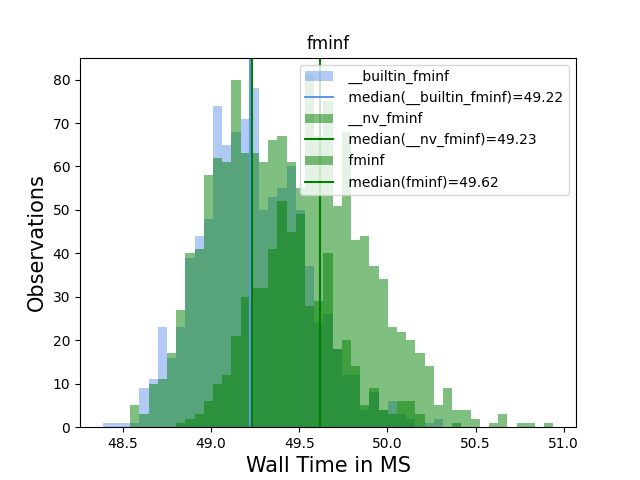 fminf
__builtin_fminf
median(__builtin_fminf)=49.22
__nv_fminf
median(__nv_fminf)=49.23
fminf
median(fminf)=49.62
Observations
80
70
60
50
40
30
20
10
0
48.5 49.0 49.5 50.0 50.5 51.0
Wall Time in MS